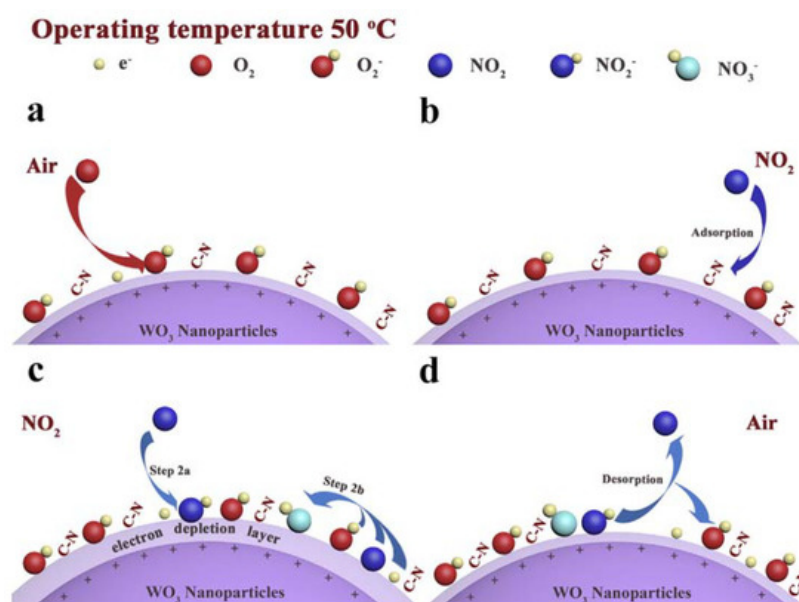 Operating temperature 50 °C
e⁻ O₂ O₂⁻ NO₂ NO₂⁻ NO₃⁻
a
Air
C-N C-N C-N C-N
+ + + + + + + + + + +
WO₃ Nanoparticles
b
NO₂
Adsorption
C-N C-N C-N C-N
+ + + + + + + + + + +
WO₃ Nanoparticles
c
NO₂
Step 2a
Step 2b
C-N C-N C-N C-N
electron depletion layer
+ + + + + + + + + + +
WO₃ Nanoparticles
d
Air
Desorption
C-N C-N C-N C-N C-N
+ + + + + + + + + + +
WO₃ Nanoparticles